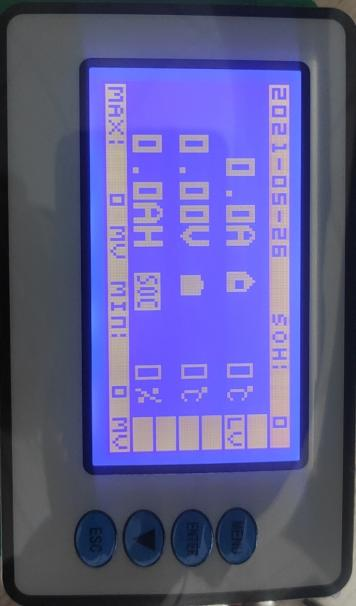 2021-05-26 SOH: 0
0.0A 0℃ LV
0.00V 0℃
0.0AH SOC 0%
MAX: 0 MV MIN: 0 MV
MENU
ENTER
▼
ESC